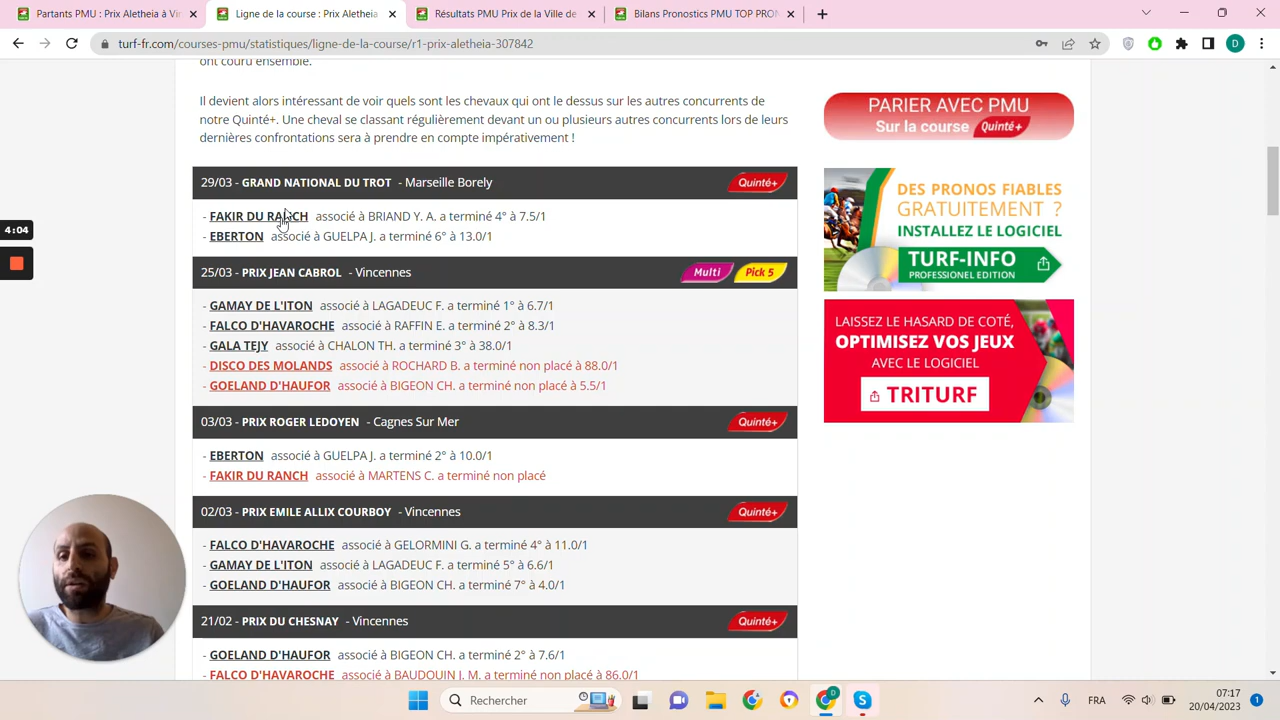 Partants PMU : Prix Aletheia à Vi
Ligne de la course : Prix Aletheia
Résultats PMU Prix de la Ville de
Bilans Pronostics PMU TOP PRON
turf-fr.com/courses-pmu/statistiques/ligne-de-la-course/r1-prix-aletheia-307842
D
ont couru ensemble.
Il devient alors intéressant de voir quels sont les chevaux qui ont le dessus sur les autres concurrents de
notre Quinté+. Une cheval se classant régulièrement devant un ou plusieurs autres concurrents lors de leurs
dernières confrontations sera à prendre en compte impérativement !
29/03 - GRAND NATIONAL DU TROT - Marseille Borely Quinté+
- FAKIR DU RANCH associé à BRIAND Y. A. a terminé 4° à 7.5/1
- EBERTON associé à GUELPA J. a terminé 6° à 13.0/1
25/03 - PRIX JEAN CABROL - Vincennes Multi Pick 5
- GAMAY DE L'ITON associé à LAGADEUC F. a terminé 1° à 6.7/1
- FALCO D'HAVAROCHE associé à RAFFIN E. a terminé 2° à 8.3/1
- GALA TEJY associé à CHALON TH. a terminé 3° à 38.0/1
- DISCO DES MOLANDS associé à ROCHARD B. a terminé non placé à 88.0/1
- GOELAND D'HAUFOR associé à BIGEON CH. a terminé non placé à 5.5/1
03/03 - PRIX ROGER LEDOYEN - Cagnes Sur Mer Quinté+
- EBERTON associé à GUELPA J. a terminé 2° à 10.0/1
- FAKIR DU RANCH associé à MARTENS C. a terminé non placé
02/03 - PRIX EMILE ALLIX COURBOY - Vincennes Quinté+
- FALCO D'HAVAROCHE associé à GELORMINI G. a terminé 4° à 11.0/1
- GAMAY DE L'ITON associé à LAGADEUC F. a terminé 5° à 6.6/1
- GOELAND D'HAUFOR associé à BIGEON CH. a terminé 7° à 4.0/1
21/02 - PRIX DU CHESNAY - Vincennes Quinté+
- GOELAND D'HAUFOR associé à BIGEON CH. a terminé 2° à 7.6/1
- FALCO D'HAVAROCHE associé à BAUDOUIN J. M. a terminé non placé à 86.0/1
PARIER AVEC PMU
Sur la course Quinté+
DES PRONOS FIABLES
GRATUITEMENT ?
INSTALLEZ LE LOGICIEL
TURF-INFO
PROFESSIONEL EDITION
LAISSEZ LE HASARD DE COTÉ,
OPTIMISEZ VOS JEUX
AVEC LE LOGICIEL
TRITURF
4:04
Rechercher
D
FRA
07:17
20/04/2023
1